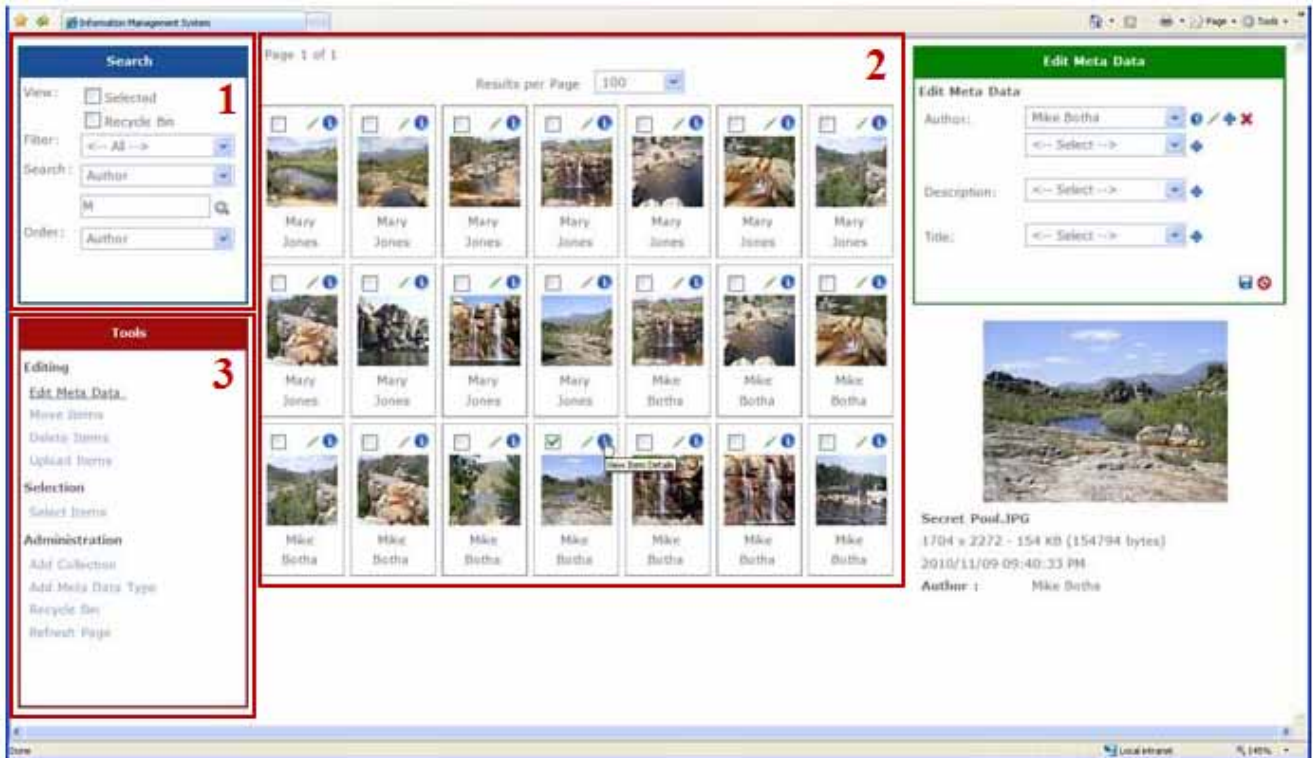 Information Management System
Page
Tools
Search
1
View:
Selected
Recycle Bin
Filter:
<-- All -->
Search:
Author
M
Order:
Author
Tools
3
Editing
Edit Meta Data
Move Items
Delete Items
Upload Items
Selection
Select Items
Administration
Add Collection
Add Meta Data Type
Recycle Bin
Refresh Page
Page 1 of 1
2
Results per Page 100
Mary Jones
Mary Jones
Mary Jones
Mary Jones
Mary Jones
Mary Jones
Mary Jones
Mary Jones
Mary Jones
Mary Jones
Mary Jones
Mike Botha
Mike Botha
Mike Botha
View Item Details
Mike Botha
Mike Botha
Mike Botha
Mike Botha
Mike Botha
Mike Botha
Mike Botha
Edit Meta Data
Edit Meta Data
Author:
Mike Botha
<-- Select -->
Description:
<-- Select -->
Title:
<-- Select -->
Secret Pool.JPG
1704 x 2272 - 154 KB (154794 bytes)
2010/11/09 09:40:33 PM
Author : Mike Botha
Done
Local intranet
145%